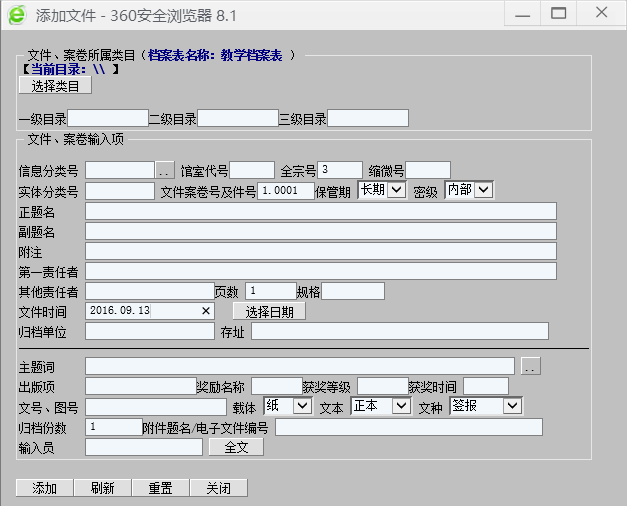 添加文件 - 360安全浏览器 8.1
文件、案卷所属类目（档案表名称：教学档案表 ）
【当前目录：\\ 】
选择类目
一级目录 二级目录 三级目录
文件、案卷输入项
信息分类号 .. 馆室代号 全宗号 3 缩微号
实体分类号 文件案卷号及件号 1.0001 保管期 长期 密级 内部
正题名
副题名
附注
第一责任者
其他责任者 页数 1 规格
文件时间 2016.09.13 × 选择日期
归档单位 存址
主题词 ..
出版项 奖励名称 获奖等级 获奖时间
文号、图号 载体 纸 文本 正本 文种 签报
归档份数 1 附件题名/电子文件编号
输入员 全文
添加 刷新 重置 关闭